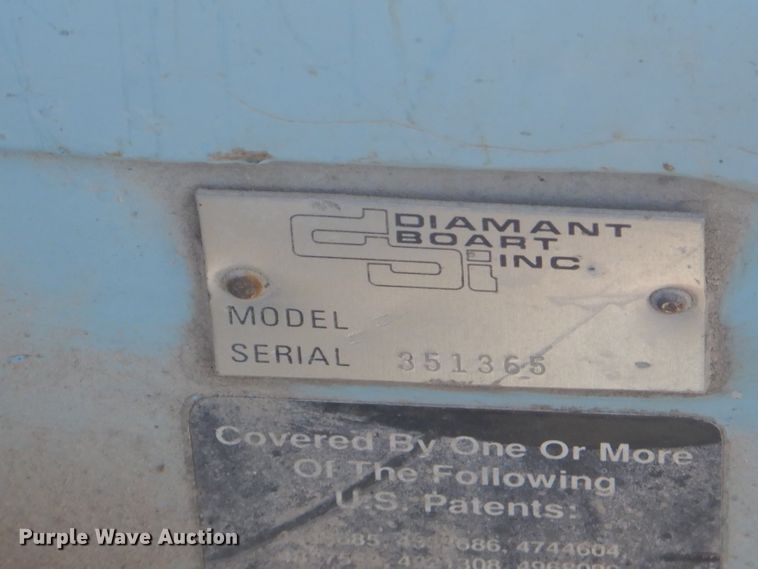 dbi
DIAMANT
BOART
INC
MODEL
SERIAL 351365
Covered By One Or More
Of The Following
U.S. Patents:
4744604,
Purple Wave Auction®